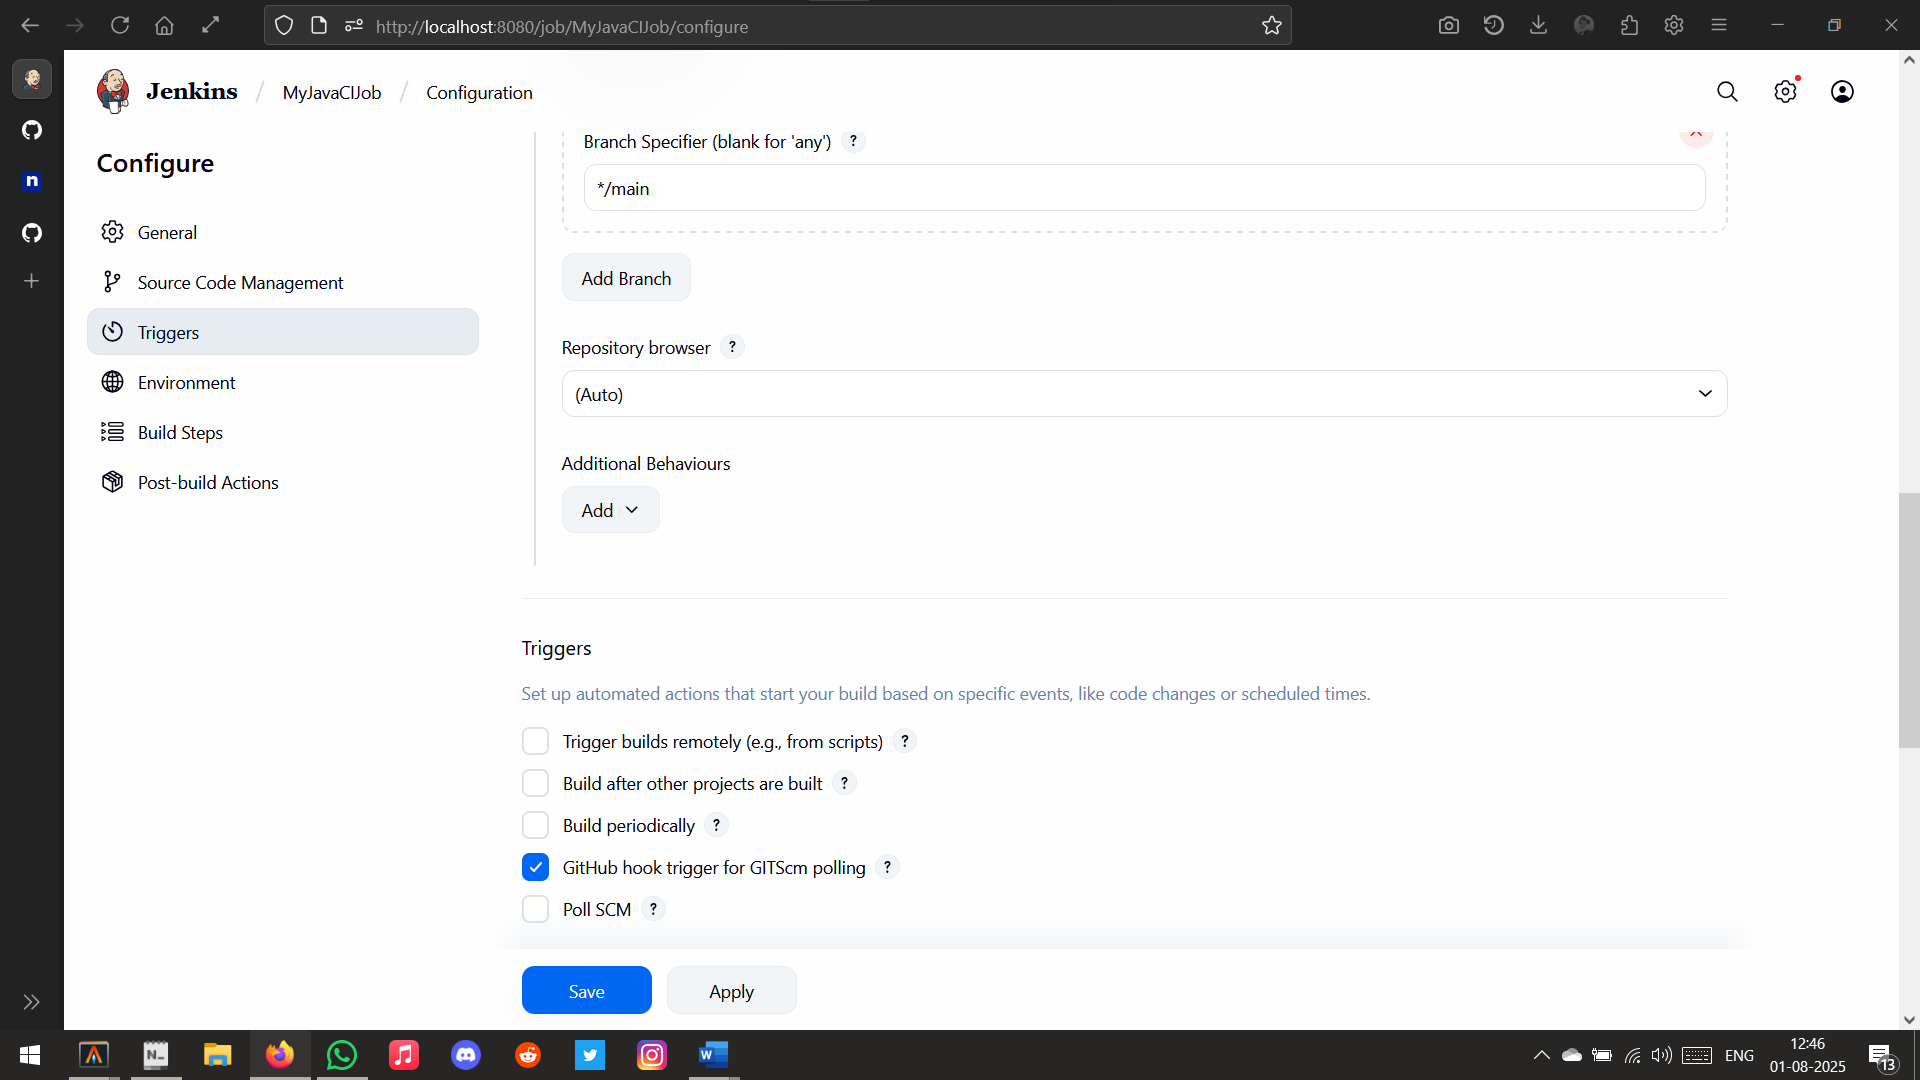 http://localhost:8080/job/MyJavaCIJob/configure
Jenkins / MyJavaCIJob / Configuration
Configure
General
Source Code Management
Triggers
Environment
Build Steps
Post-build Actions
Branch Specifier (blank for 'any') ?
*/main
Add Branch
Repository browser ?
(Auto)
Additional Behaviours
Add
Triggers
Set up automated actions that start your build based on specific events, like code changes or scheduled times.
Trigger builds remotely (e.g., from scripts) ?
Build after other projects are built ?
Build periodically ?
GitHub hook trigger for GITScm polling ?
Poll SCM ?
Save
Apply
n
N_
W
ENG
12:46
01-08-2025
13